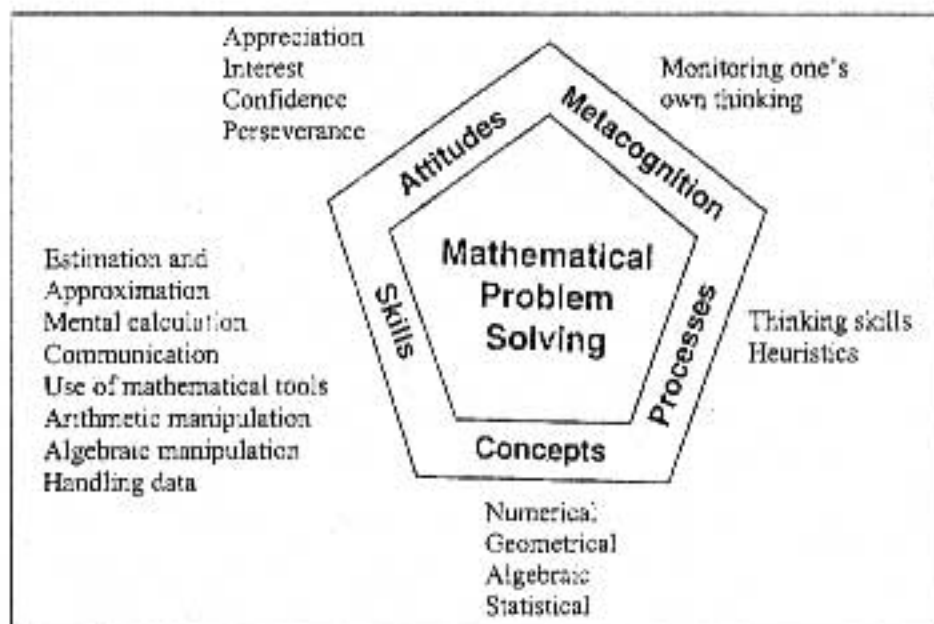 Appreciation
Interest
Confidence
Perseverance
Monitoring one's
own thinking
Attitudes
Metacognition
Mathematical
Problem
Solving
Skills
Processes
Concepts
Estimation and
Approximation
Mental calculation
Communication
Use of mathematical tools
Arithmetic manipulation
Algebraic manipulation
Handling data
Thinking skills
Heuristics
Numerical
Geometrical
Algebraic
Statistical